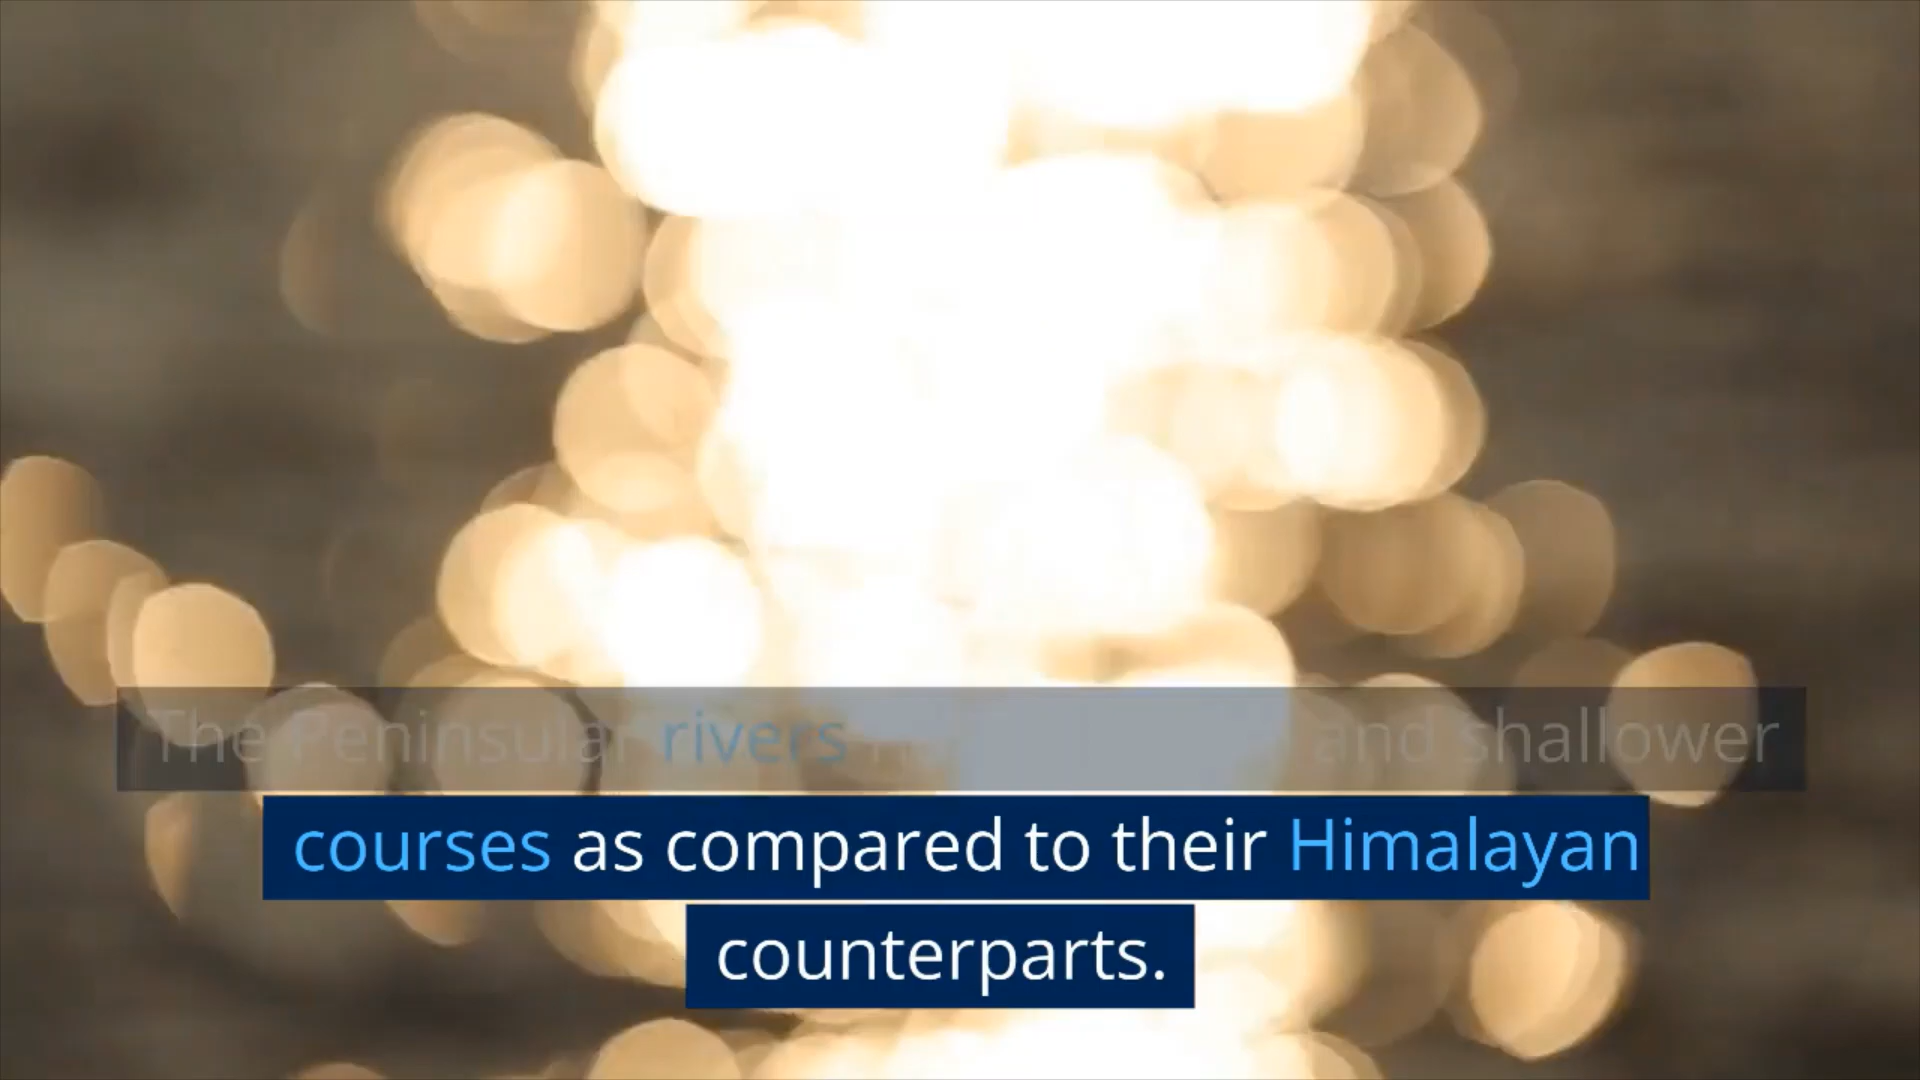 The Peninsular rivers and shallower
courses as compared to their Himalayan
counterparts.